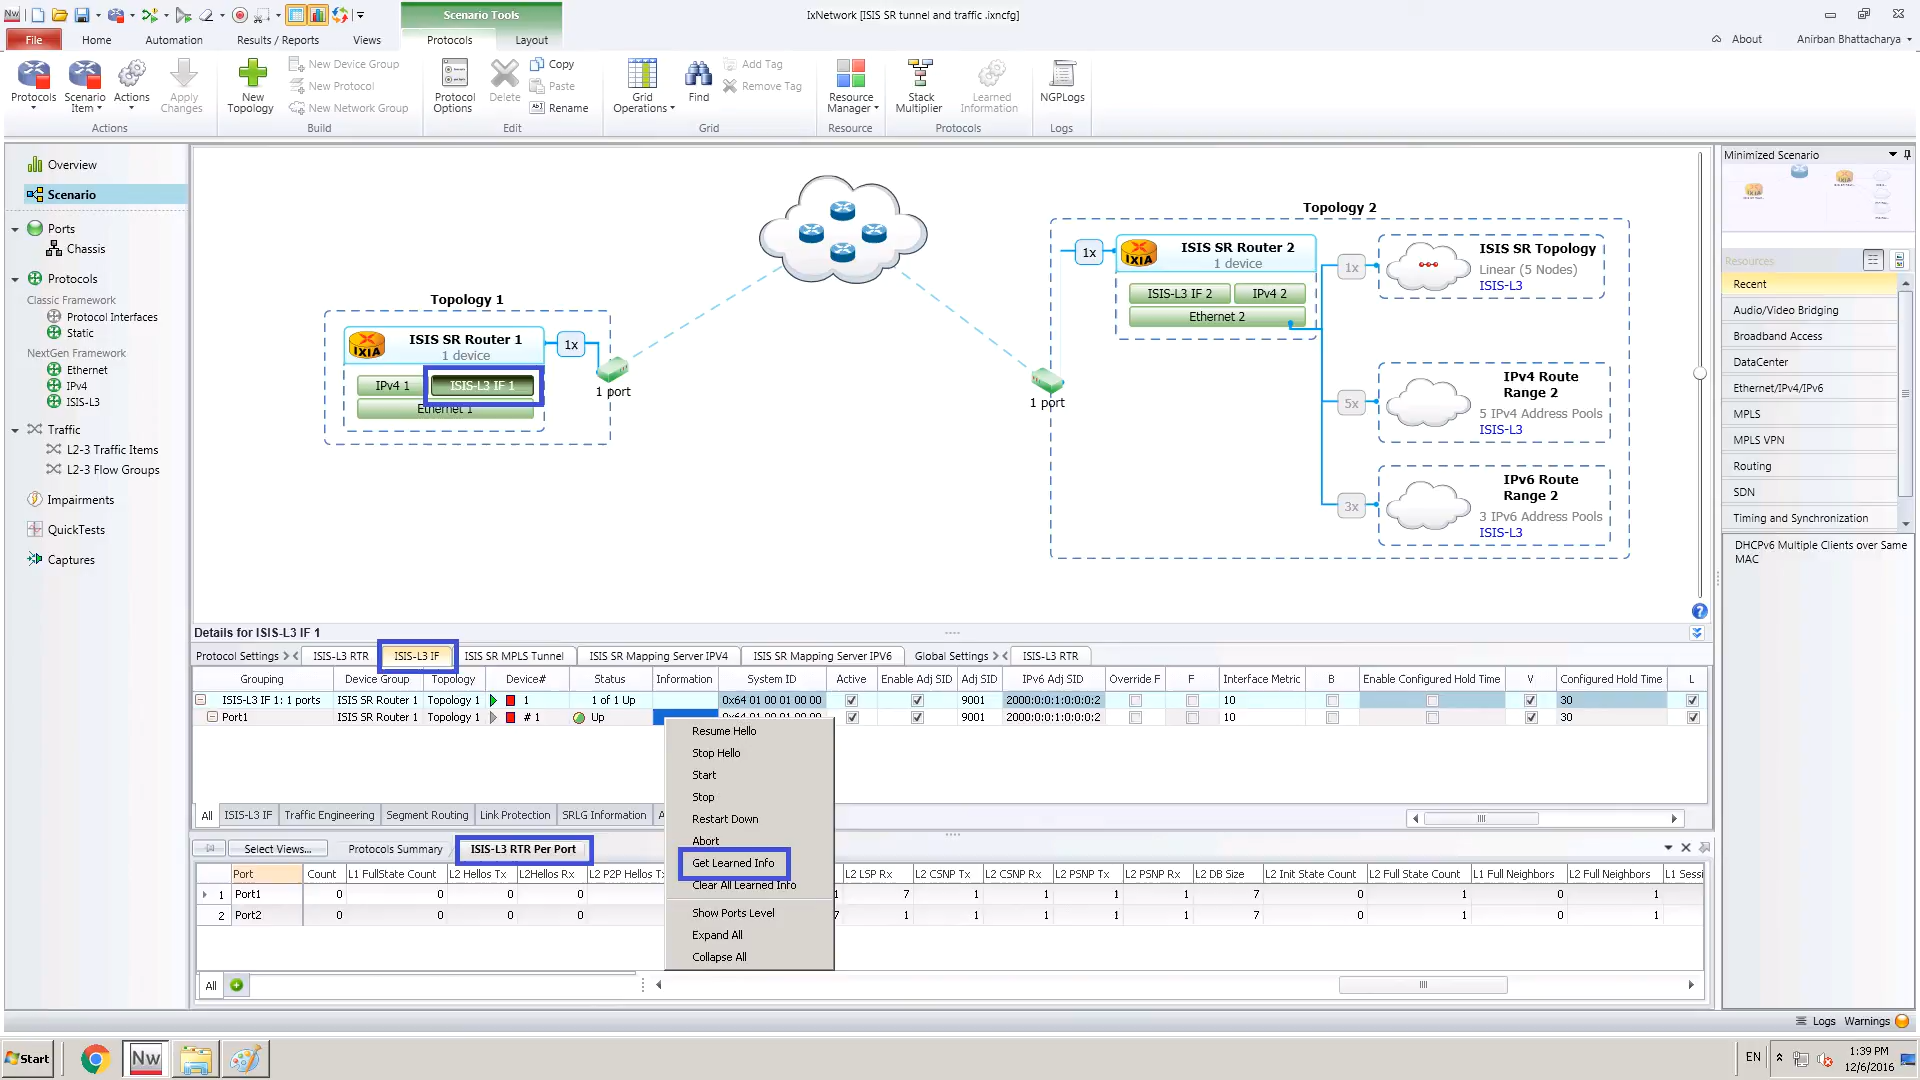 Nw
Scenario Tools
IxNetwork [ISIS SR tunnel and traffic .ixncfg]
File Home Automation Results / Reports Views Protocols Layout About Anirban Bhattacharya
Protocols
Scenario Item
Actions
Apply Changes
Actions
New Topology
New Device Group
New Protocol
New Network Group
Build
Protocol Options
Delete
Copy
Paste
Rename
Edit
Grid Operations
Find
Add Tag
Remove Tag
Grid
Resource Manager
Resource
Stack Multiplier
Learned Information
Protocols
NGPLogs
Logs
Overview
Scenario
Ports
Chassis
Protocols
Classic Framework
Protocol Interfaces
Static
NextGen Framework
Ethernet
IPv4
ISIS-L3
Traffic
L2-3 Traffic Items
L2-3 Flow Groups
Impairments
QuickTests
Captures
Topology 1
IXIA
ISIS SR Router 1
1 device
1x
IPv4 1
ISIS-L3 IF 1
Ethernet 1
1 port
1 port
Topology 2
1x
IXIA
ISIS SR Router 2
1 device
ISIS-L3 IF 2
IPv4 2
Ethernet 2
1x
ISIS SR Topology
Linear (5 Nodes)
ISIS-L3
5x
IPv4 Route
Range 2
5 IPv4 Address Pools
ISIS-L3
3x
IPv6 Route
Range 2
3 IPv6 Address Pools
ISIS-L3
Minimized Scenario
Resources
Recent
Audio/Video Bridging
Broadband Access
DataCenter
Ethernet/IPv4/IPv6
MPLS
MPLS VPN
Routing
SDN
Timing and Synchronization
DHCPv6 Multiple Clients over Same
MAC
Details for ISIS-L3 IF 1
Protocol Settings ISIS-L3 RTR ISIS-L3 IF ISIS SR MPLS Tunnel ISIS SR Mapping Server IPV4 ISIS SR Mapping Server IPV6 Global Settings ISIS-L3 RTR
Grouping Device Group Topology Device# Status Information System ID Active Enable Adj SID Adj SID IPv6 Adj SID Override F F Interface Metric B Enable Configured Hold Time V Configured Hold Time L
ISIS-L3 IF 1: 1 ports ISIS SR Router 1 Topology 1 1 1 of 1 Up 0x64 01 00 01 00 00 9001 2000:0:0:1:0:0:0:2 10 30
Port1 ISIS SR Router 1 Topology 1 # 1 Up 0x64 01 00 01 00 00 9001 2000:0:0:1:0:0:0:2 10 30
Resume Hello
Stop Hello
Start
Stop
Restart Down
Abort
Get Learned Info
Clear All Learned Info
Show Ports Level
Expand All
Collapse All
All ISIS-L3 IF Traffic Engineering Segment Routing Link Protection SRLG Information
Select Views... Protocols Summary ISIS-L3 RTR Per Port
Port Count L1 FullState Count L2 Hellos Tx L2Hellos Rx L2 P2P Hellos Tx L2 LSP Rx L2 CSNP Tx L2 CSNP Rx L2 PSNP Tx L2 PSNP Rx L2 DB Size L2 Init State Count L2 Full State Count L1 Full Neighbors L2 Full Neighbors L1 Sessi
1 Port1 0 0 0 0 1 7 1 1 1 1 7 0 1 0 1
2 Port2 0 0 0 0 7 1 1 1 1 1 7 0 1 0 1
All
Logs Warnings
Start
Nw
EN
1:39 PM
12/6/2016